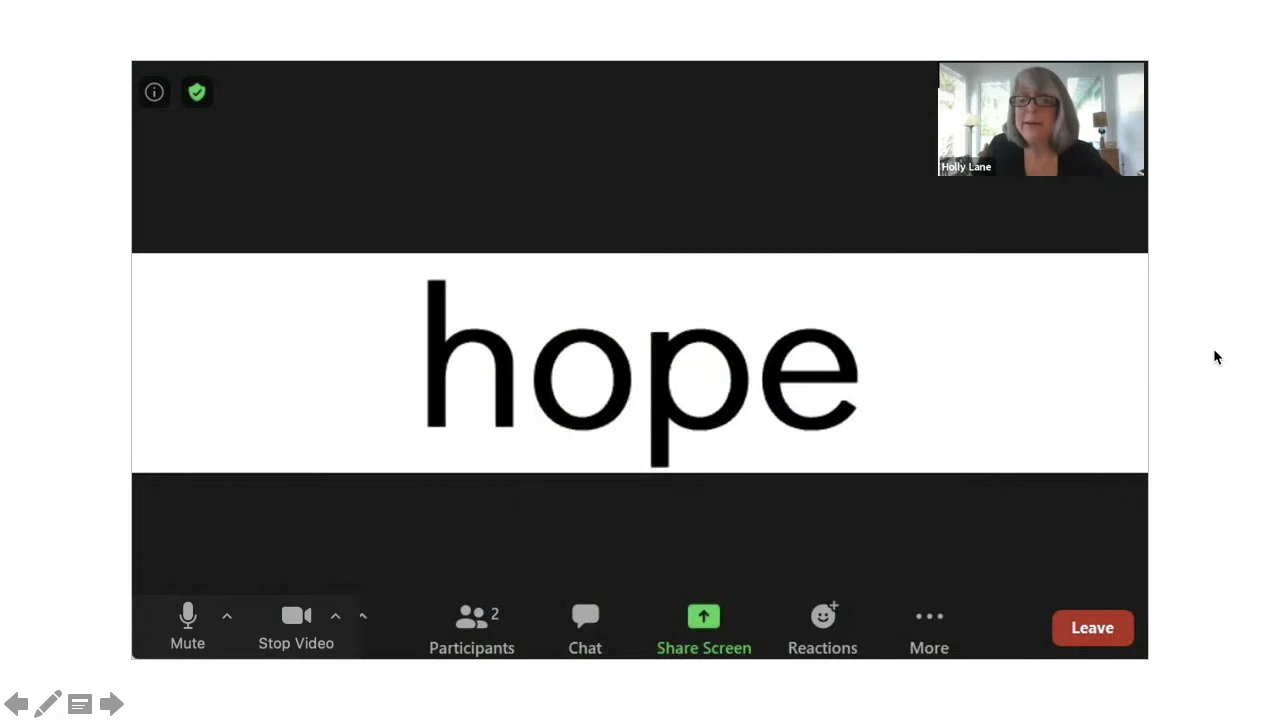 Holly Lane
hope
2
Mute
Stop Video
Participants
Chat
Share Screen
Reactions
More
Leave